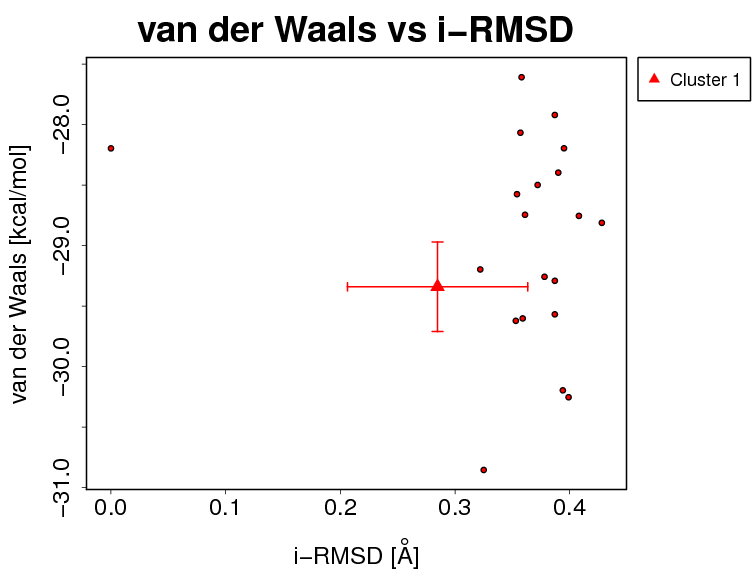 van der Waals vs i−RMSD
Cluster 1
van der Waals [kcal/mol]
−28.0
−29.0
−30.0
−31.0
0.0 0.1 0.2 0.3 0.4
i−RMSD [Å]